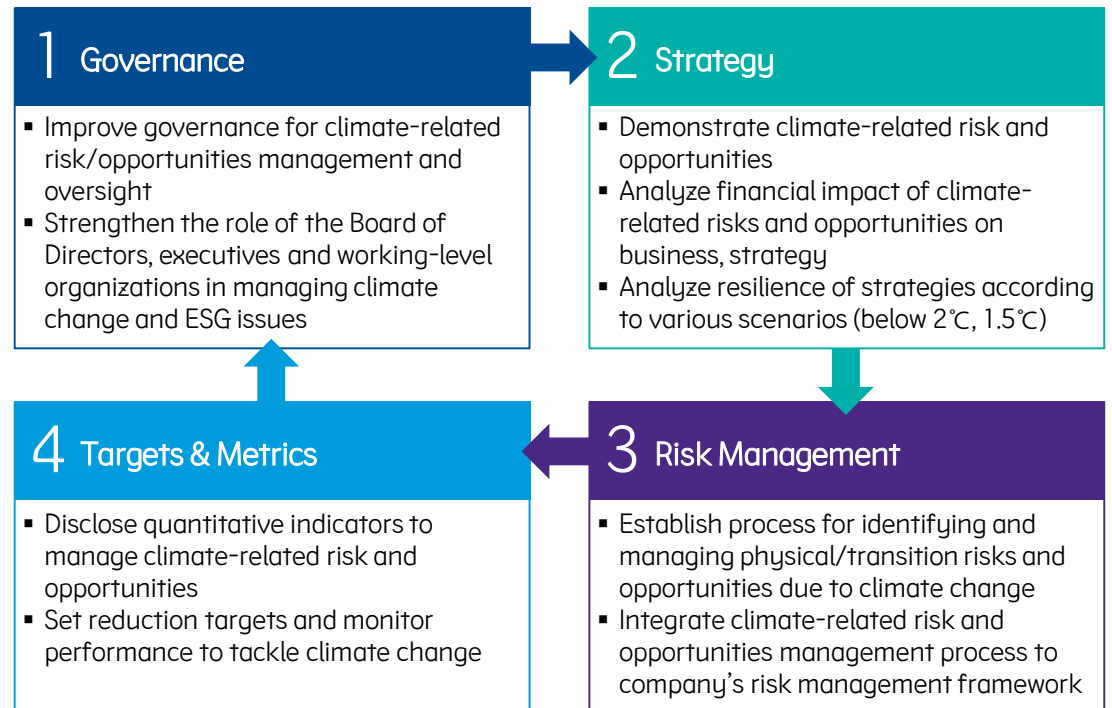 1 Governance
▪ Improve governance for climate-related
risk/opportunities management and
oversight
▪ Strengthen the role of the Board of
Directors, executives and working-level
organizations in managing climate
change and ESG issues
2 Strategy
▪ Demonstrate climate-related risk and
opportunities
▪ Analyze financial impact of climate-
related risks and opportunities on
business, strategy
▪ Analyze resilience of strategies according
to various scenarios (below 2℃, 1.5℃)
3 Risk Management
▪ Establish process for identifying and
managing physical/transition risks and
opportunities due to climate change
▪ Integrate climate-related risk and
opportunities management process to
company’s risk management framework
4 Targets & Metrics
▪ Disclose quantitative indicators to
manage climate-related risk and
opportunities
▪ Set reduction targets and monitor
performance to tackle climate change